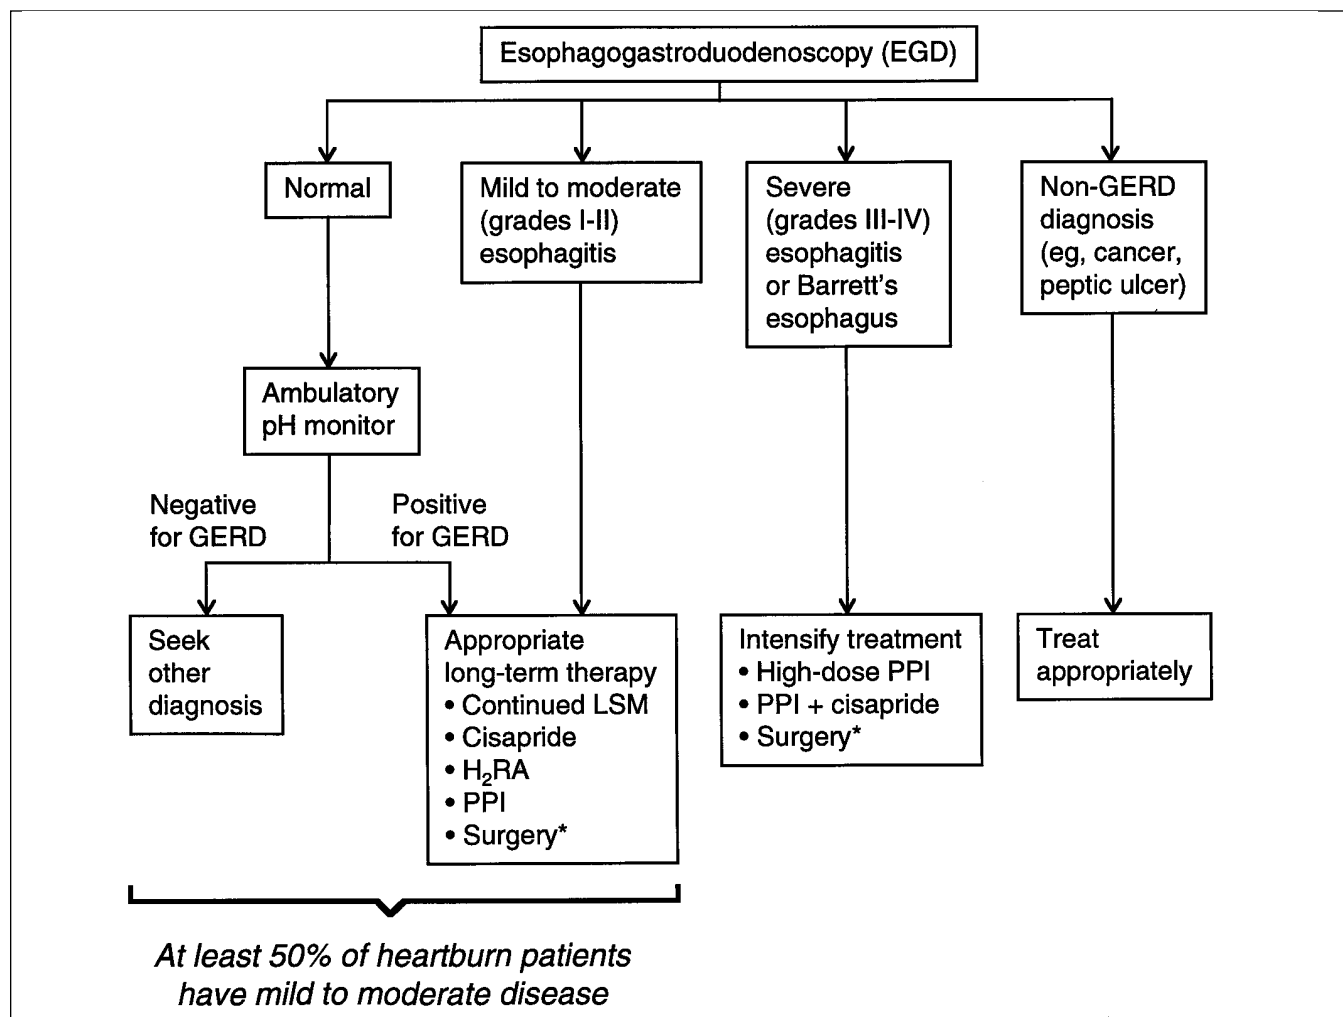 Esophagogastroduodenoscopy (EGD)
Normal
Mild to moderate
(grades I-II)
esophagitis
Severe
(grades III-IV)
esophagitis
or Barrett's
esophagus
Non-GERD
diagnosis
(eg, cancer,
peptic ulcer)
Ambulatory
pH monitor
Negative
for GERD
Positive
for GERD
Seek
other
diagnosis
Appropriate
long-term therapy
• Continued LSM
• Cisapride
• H₂RA
• PPI
• Surgery*
Intensify treatment
• High-dose PPI
• PPI + cisapride
• Surgery*
Treat
appropriately
At least 50% of heartburn patients
have mild to moderate disease